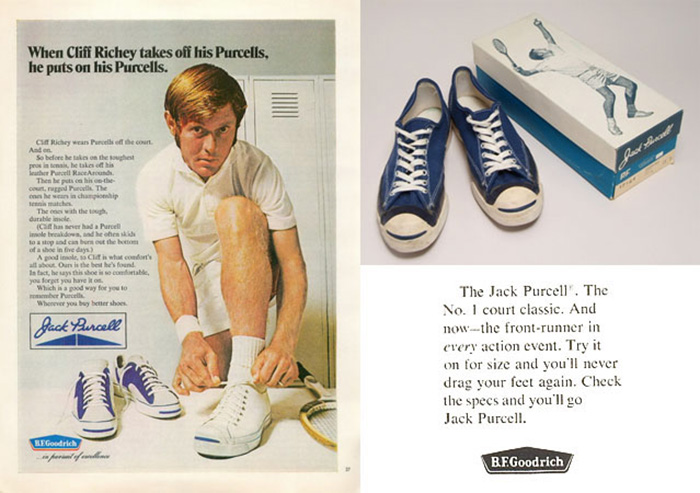 When Cliff Richey takes off his Purcells,
he puts on his Purcells.
Cliff Richey wears Purcells off the court.
And on.
So before he takes on the toughest
pros in tennis, he takes off his
leather Purcell RaceArounds.
Then he puts on his on-the-
court, rugged Purcells. The
ones he wears in championship
tennis matches.
The ones with the tough,
durable insole.
(Cliff has never had a Purcell
insole breakdown, and he often skids
to a stop and can burn out the bottom
of a shoe in five days.)
A good insole, to Cliff is what comfort's
all about. Ours is the best he's found.
In fact, he says this shoe is so comfortable,
you forget you have it on.
Which is a good way for you to
remember Purcells.
Wherever you buy better shoes.
Jack Purcell
B.F.Goodrich
...in pursuit of excellence
Jack Purcell
The Jack Purcell®. The
No. 1 court classic. And
now—the front-runner in
every action event. Try it
on for size and you'll never
drag your feet again. Check
the specs and you'll go
Jack Purcell.
B.F.Goodrich